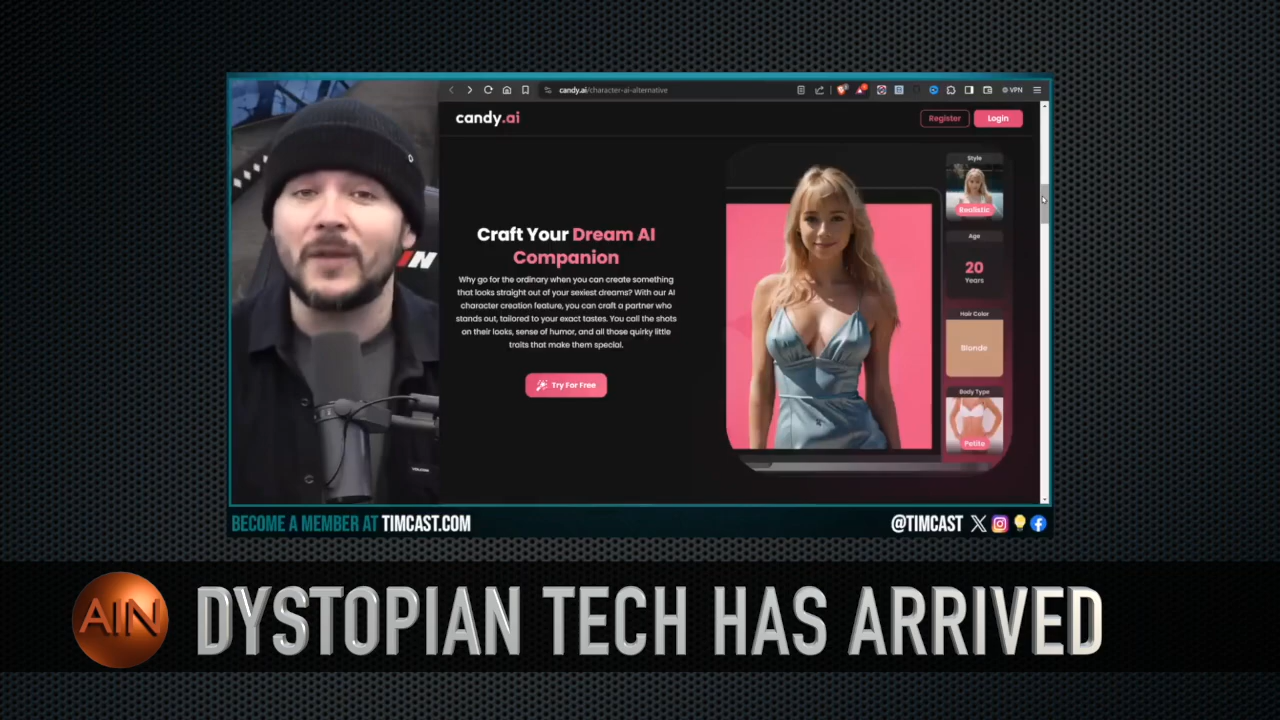 candy.ai/character-ai-alternative
VPN
candy.ai
Register
Login
Craft Your Dream AI
Companion
Why go for the ordinary when you can create something
that looks straight out of your sexiest dreams? With our AI
character creation feature, you can craft a partner who
stands out, tailored to your exact tastes. You call the shots
on their looks, sense of humor, and all those quirky little
traits that make them special.
Try For Free
Style
Realistic
Age
20
Years
Hair Color
Blonde
Body Type
Petite
IN
BECOME A MEMBER AT TIMCAST.COM
@TIMCAST
AIN
DYSTOPIAN TECH HAS ARRIVED